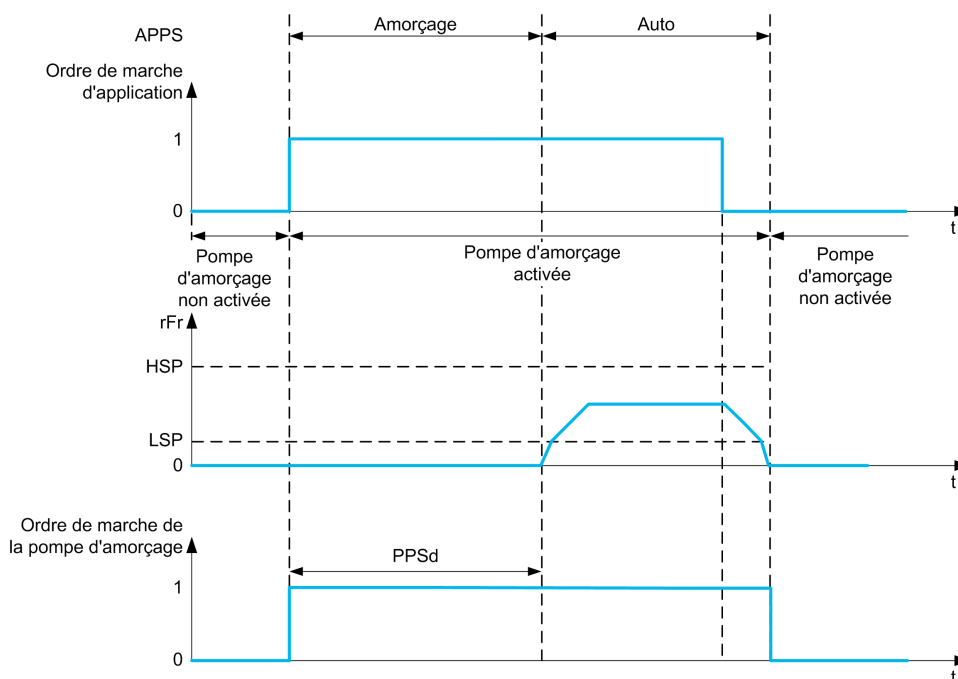 APPS
Amorçage
Auto
Ordre de marche
d'application
1
0
t
Pompe
d'amorçage
non activée
Pompe d'amorçage
activée
Pompe
d'amorçage
non activée
rFr
HSP
LSP
0
t
Ordre de marche de
la pompe d'amorçage
PPSd
1
0
t